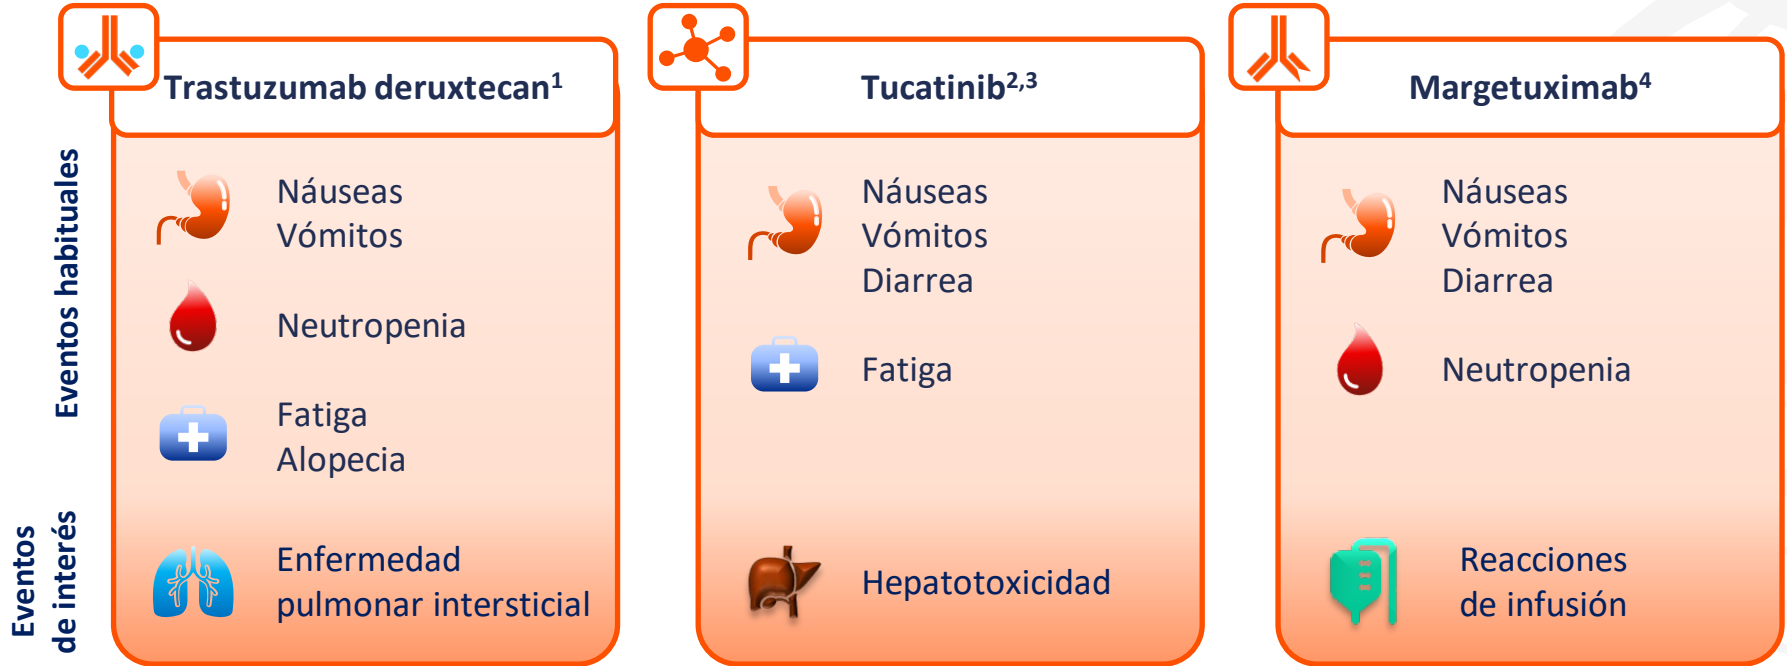 Trastuzumab deruxtecan¹
Tucatinib²,³
Margetuximab⁴
Eventos habituales
Náuseas
Vómitos
Neutropenia
Fatiga
Alopecia
Náuseas
Vómitos
Diarrea
Fatiga
Náuseas
Vómitos
Diarrea
Neutropenia
Eventos
de interés
Enfermedad
pulmonar intersticial
Hepatotoxicidad
Reacciones
de infusión